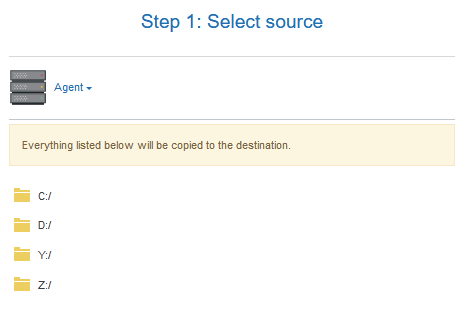 Step 1: Select source
Agent
Everything listed below will be copied to the destination.
C:/
D:/
Y:/
Z:/